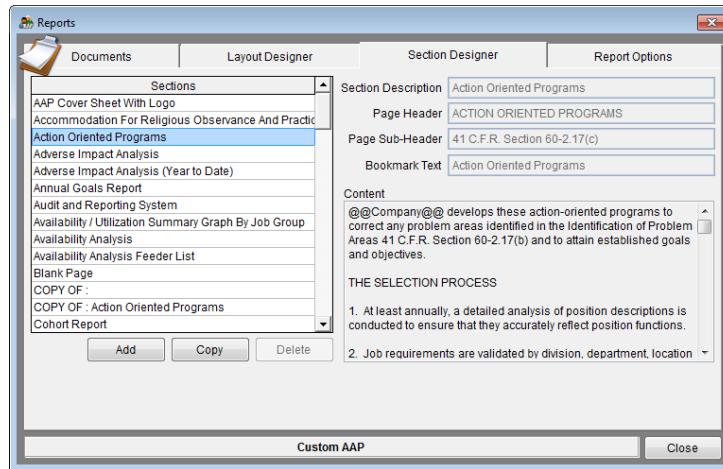 Reports
Documents
Layout Designer
Section Designer
Report Options
Sections
AAP Cover Sheet With Logo
Accommodation For Religious Observance And Practic
Action Oriented Programs
Adverse Impact Analysis
Adverse Impact Analysis (Year to Date)
Annual Goals Report
Audit and Reporting System
Availability / Utilization Summary Graph By Job Group
Availability Analysis
Availability Analysis Feeder List
Blank Page
COPY OF :
COPY OF : Action Oriented Programs
Cohort Report
Add
Copy
Delete
Section Description Action Oriented Programs
Page Header ACTION ORIENTED PROGRAMS
Page Sub-Header 41 C.F.R. Section 60-2.17(c)
Bookmark Text Action Oriented Programs
Content
@@Company@@ develops these action-oriented programs to
correct any problem areas identified in the Identification of Problem
Areas 41 C.F.R. Section 60-2.17(b) and to attain established goals
and objectives.
THE SELECTION PROCESS
1. At least annually, a detailed analysis of position descriptions is
conducted to ensure that they accurately reflect position functions.
2. Job requirements are validated by division, department, location
Custom AAP
Close